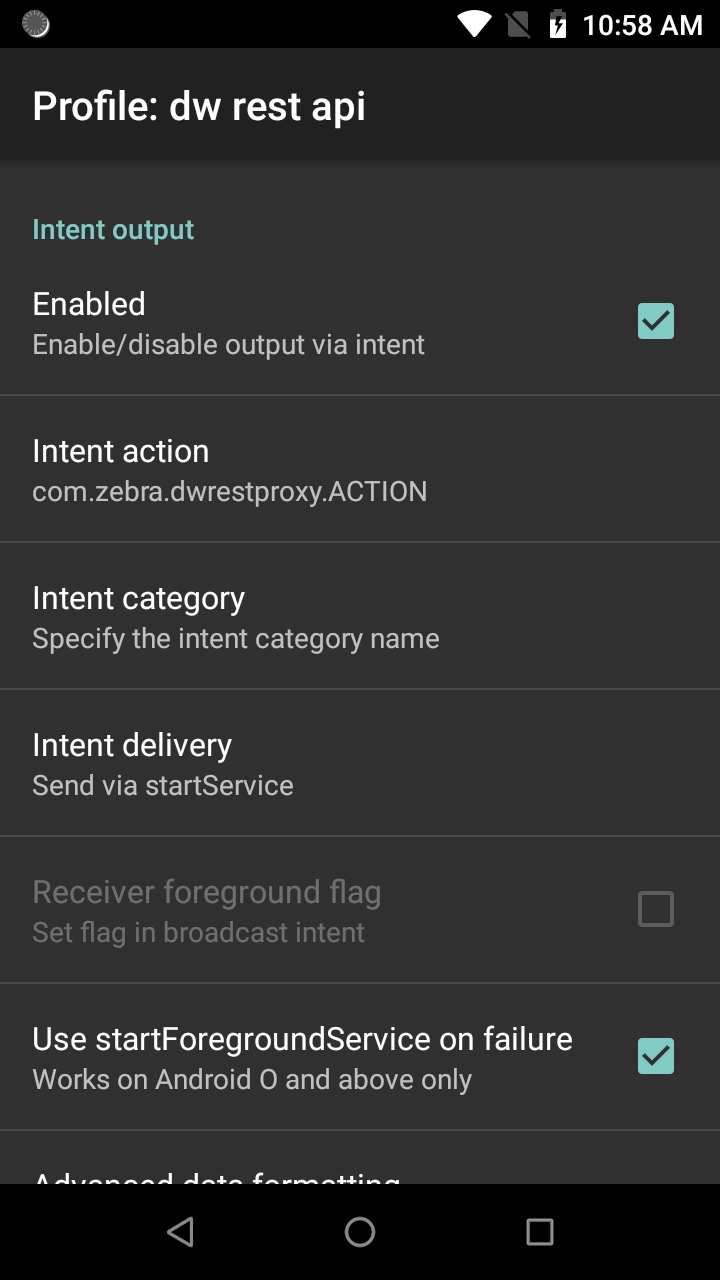 10:58 AM
Profile: dw rest api
Intent output
Enabled
Enable/disable output via intent
Intent action
com.zebra.dwrestproxy.ACTION
Intent category
Specify the intent category name
Intent delivery
Send via startService
Receiver foreground flag
Set flag in broadcast intent
Use startForegroundService on failure
Works on Android O and above only
Advanced data formatting